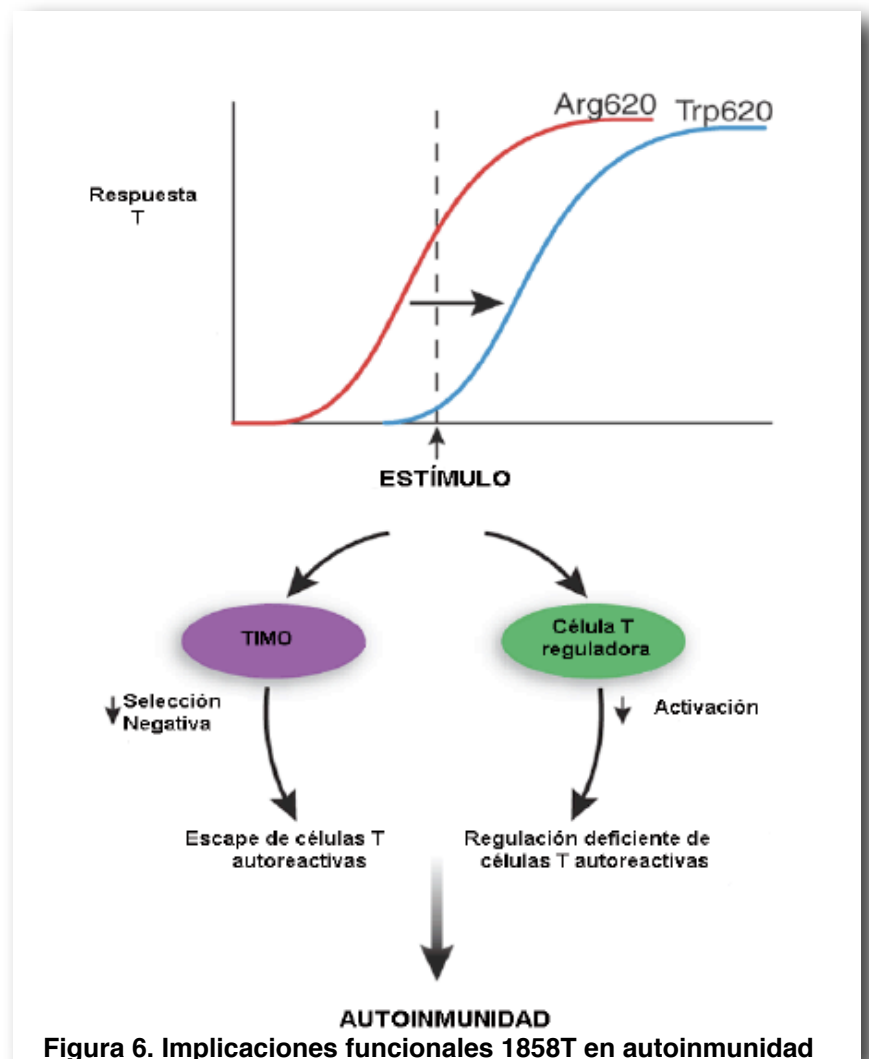 Arg620
Trp620
Respuesta
T
ESTÍMULO
TIMO
Célula T
reguladora
Selección
Negativa
Activación
Escape de células T
autoreactivas
Regulación deficiente de
células T autoreactivas
AUTOINMUNIDAD
Figura 6. Implicaciones funcionales 1858T en autoinmunidad